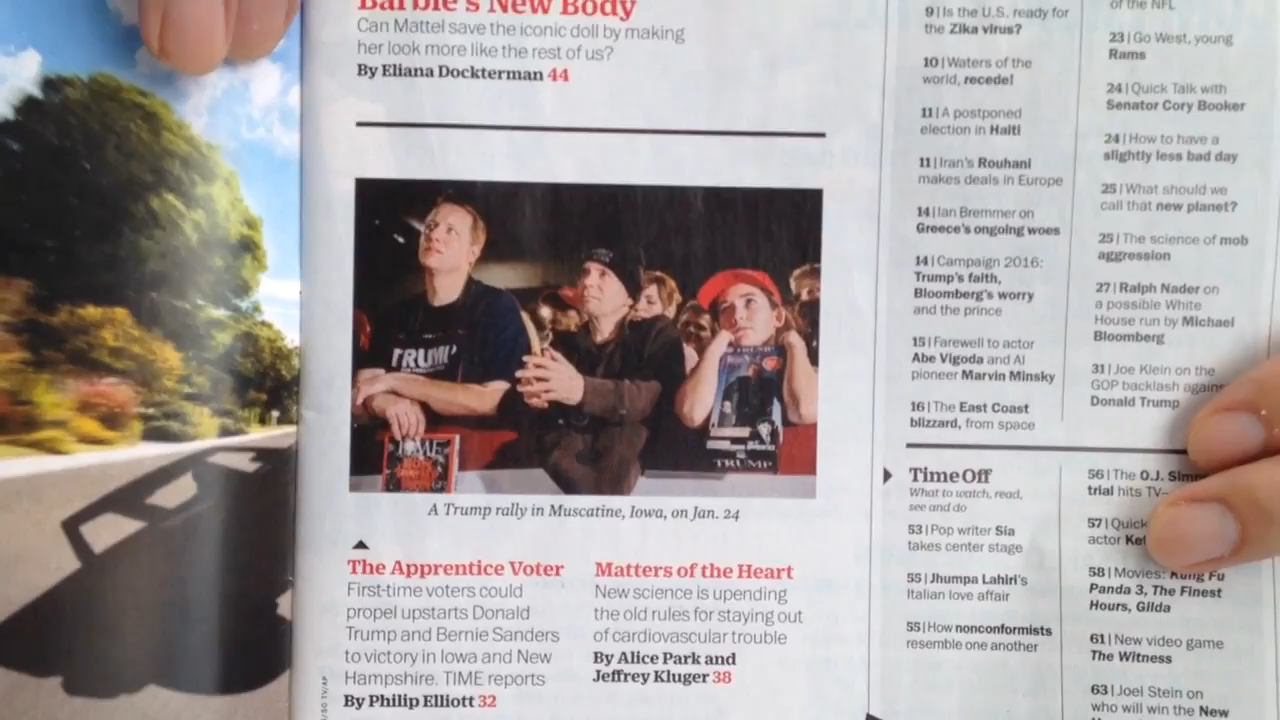 Barbie's New Body
Can Mattel save the iconic doll by making
her look more like the rest of us?
By Eliana Dockterman 44
TRUMP
TIME
TRUMP
TRUMP
A Trump rally in Muscatine, Iowa, on Jan. 24
The Apprentice Voter
First-time voters could
propel upstarts Donald
Trump and Bernie Sanders
to victory in Iowa and New
Hampshire. TIME reports
By Philip Elliott 32
Matters of the Heart
New science is upending
the old rules for staying out
of cardiovascular trouble
By Alice Park and
Jeffrey Kluger 38
9 | Is the U.S. ready for
the Zika virus?
10 | Waters of the
world, recede!
11 | A postponed
election in Haiti
11 | Iran's Rouhani
makes deals in Europe
14 | Ian Bremmer on
Greece's ongoing woes
14 | Campaign 2016:
Trump's faith,
Bloomberg's worry
and the prince
15 | Farewell to actor
Abe Vigoda and AI
pioneer Marvin Minsky
16 | The East Coast
blizzard, from space
of the NFL
23 | Go West, young
Rams
24 | Quick Talk with
Senator Cory Booker
24 | How to have a
slightly less bad day
25 | What should we
call that new planet?
25 | The science of mob
aggression
27 | Ralph Nader on
a possible White
House run by Michael
Bloomberg
31 | Joe Klein on the
GOP backlash against
Donald Trump
Time Off
What to watch, read,
see and do
53 | Pop writer Sia
takes center stage
55 | Jhumpa Lahiri's
Italian love affair
55 | How nonconformists
resemble one another
56 | The O.J.
trial hits TV—
57 | Quick
actor
58 | Movies: Kung Fu
Panda 3, The Finest
Hours, Gilda
61 | New video game
The Witness
63 | Joel Stein on
who will win the New